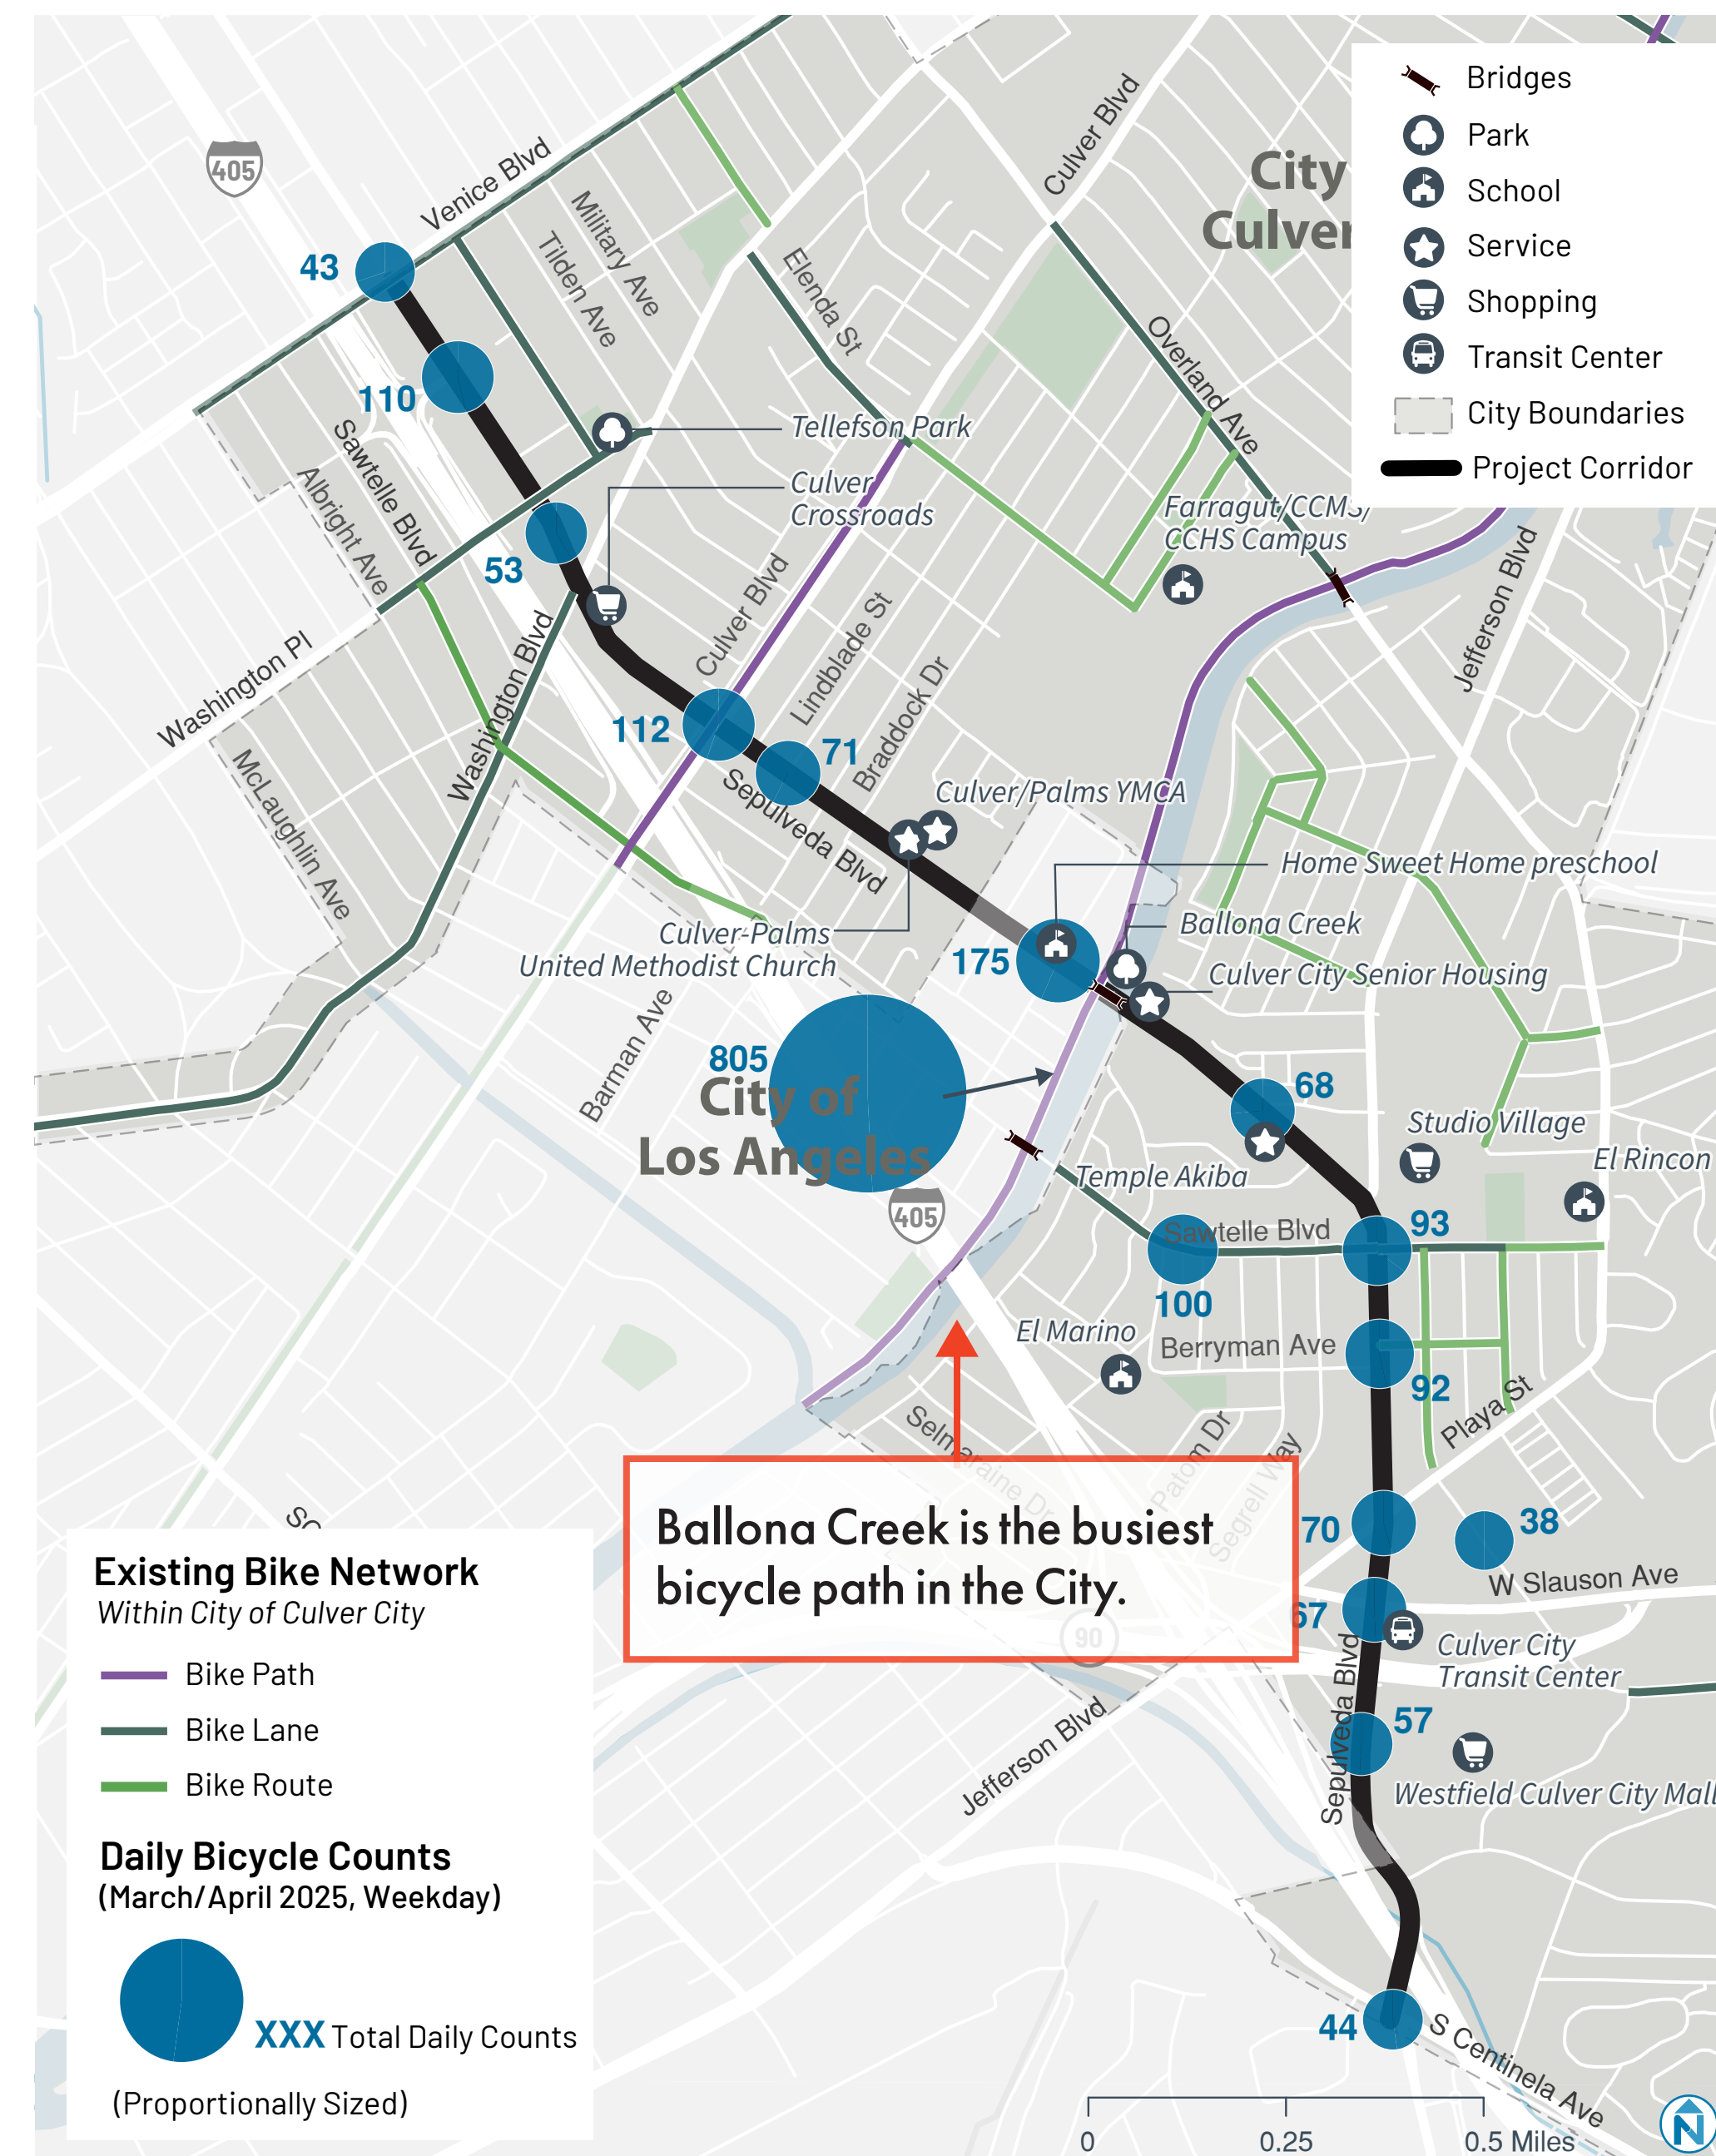 Bridges
Park
School
Service
Shopping
Transit Center
City Boundaries
Project Corridor
405
Venice Blvd
Military Ave
Tilden Ave
Elenda St
Culver Blvd
City
Culver
Overland Ave
43
110
Sawtelle Blvd
Albright Ave
Tellefson Park
Culver
Crossroads
53
Farragut/CCMS/
CCHS Campus
Jefferson Blvd
Washington Pl
Washington Blvd
McLaughlin Ave
Culver Blvd
Lindblade St
Braddock Dr
112
71
Sepulveda Blvd
Culver/Palms YMCA
Home Sweet Home preschool
Culver-Palms
United Methodist Church
175
Ballona Creek
Culver City Senior Housing
Barman Ave
805
City of
Los Angeles
405
68
Studio Village
El Rincon
Temple Akiba
Sawtelle Blvd
93
100
El Marino
Berryman Ave
92
Playa St
Selmaraine Dr
Patom Dr
Segrell Way
Ballona Creek is the busiest
bicycle path in the City.
90
70
38
W Slauson Ave
67
Culver City
Transit Center
Sepulveda Blvd
57
Westfield Culver City Mall
Jefferson Blvd
44
S Centinela Ave
Existing Bike Network
Within City of Culver City
Bike Path
Bike Lane
Bike Route
Daily Bicycle Counts
(March/April 2025, Weekday)
XXX Total Daily Counts
(Proportionally Sized)
0 0.25 0.5 Miles
N